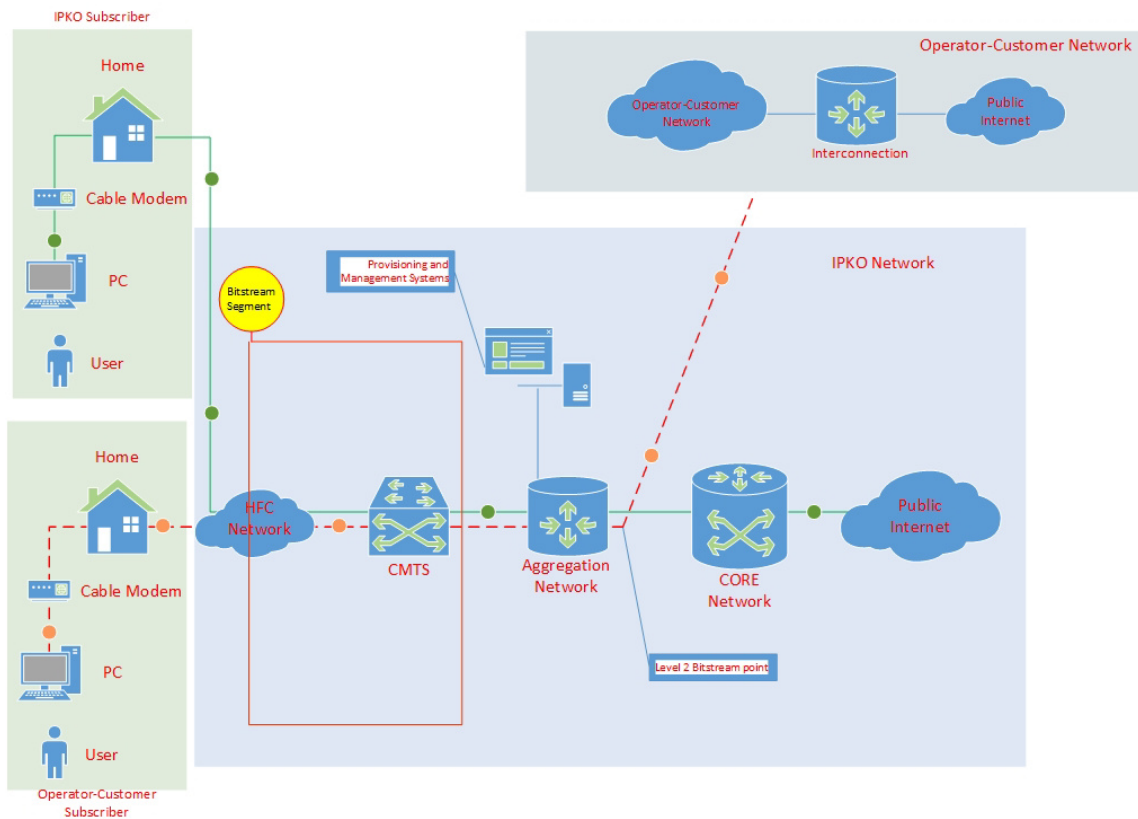 IPKO Subscriber
Home
Cable Modem
PC
User
Operator-Customer Network
Operator-Customer
Network
Public
Internet
Interconnection
IPKO Network
Provisioning and
Management Systems
Bitstream
Segment
Home
HFC
Network
CMTS
Aggregation
Network
CORE
Network
Public
Internet
Cable Modem
Level 2 Bitstream point
PC
User
Operator-Customer
Subscriber